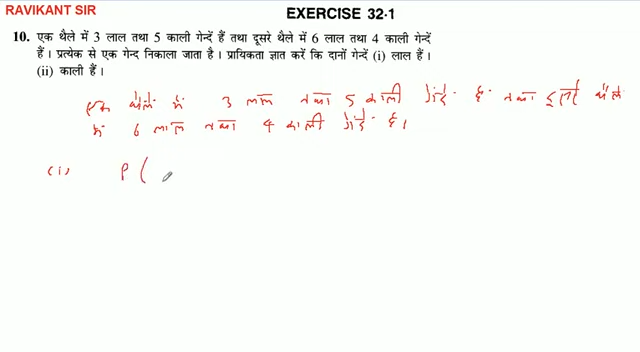 RAVIKANT SIR
EXERCISE 32·1
10. एक थैले में 3 लाल तथा 5 काली गेन्दें हैं तथा दूसरे थैले में 6 लाल तथा 4 काली गेन्दें
हैं । प्रत्येक से एक गेन्द निकाला जाता है । प्रायिकता ज्ञात करें कि दानों गेन्दें (i) लाल हैं ।
(ii) काली हैं ।
एक थैले में 3 लाल तथा 5 काली गेंदें हैं तथा दूसरे थैले
में 6 लाल तथा 4 काली गेंदें हैं ।
(i) P (